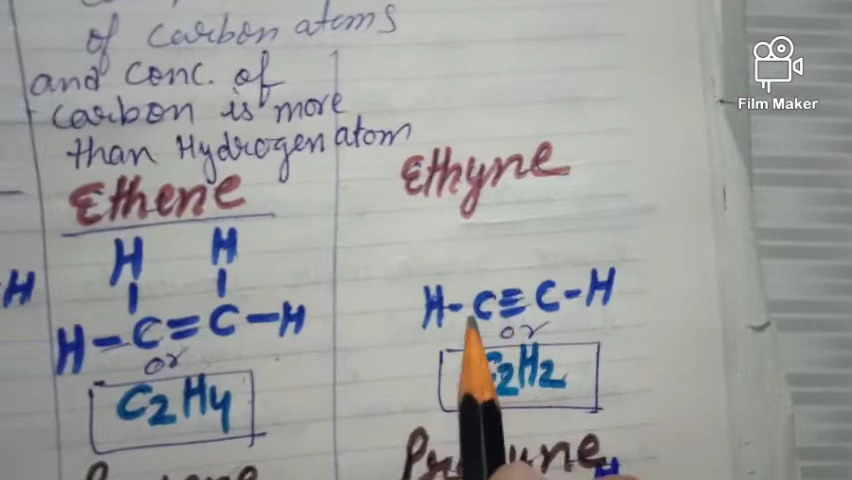 of carbon atoms
and conc. of
carbon is more
than Hydrogen atom
Film Maker
Ethene
H H
H-C=C-H
or
C2H4
Ethyne
H-C≡C-H
or
C2H2
H